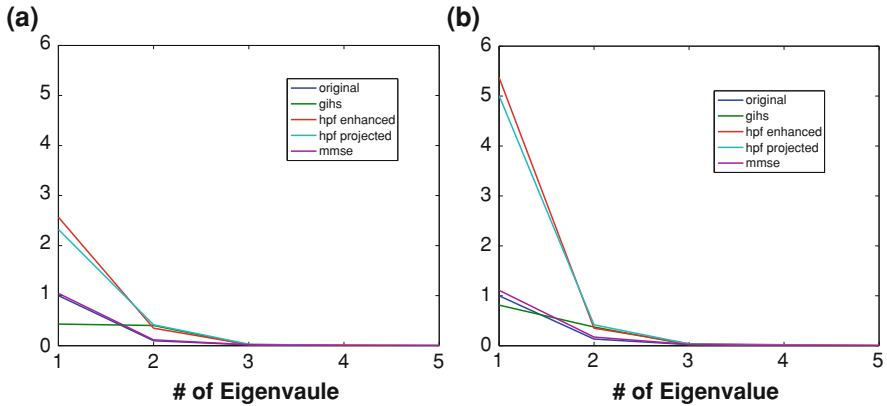 (a)
6
5
4
3
2
1
0
1 2 3 4 5
original
gihs
hpf enhanced
hpf projected
mmse
# of Eigenvaule
(b)
6
5
4
3
2
1
0
1 2 3 4 5
original
gihs
hpf enhanced
hpf projected
mmse
# of Eigenvalue